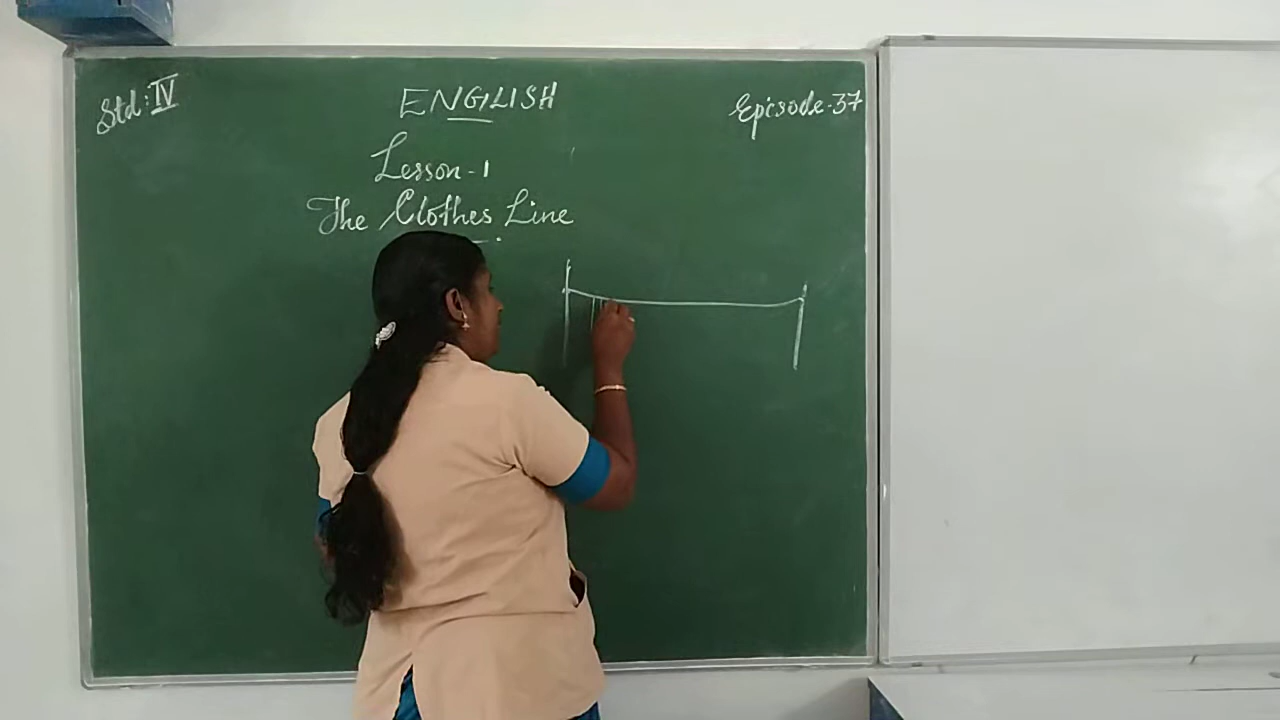 Std: IV
ENGLISH
Episode-37
Lesson-1
The Clothes Line